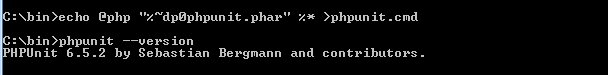 C:\bin>echo @php "%~dp0phpunit.phar" %* >phpunit.cmd
C:\bin>phpunit --version
PHPUnit 6.5.2 by Sebastian Bergmann and contributors.